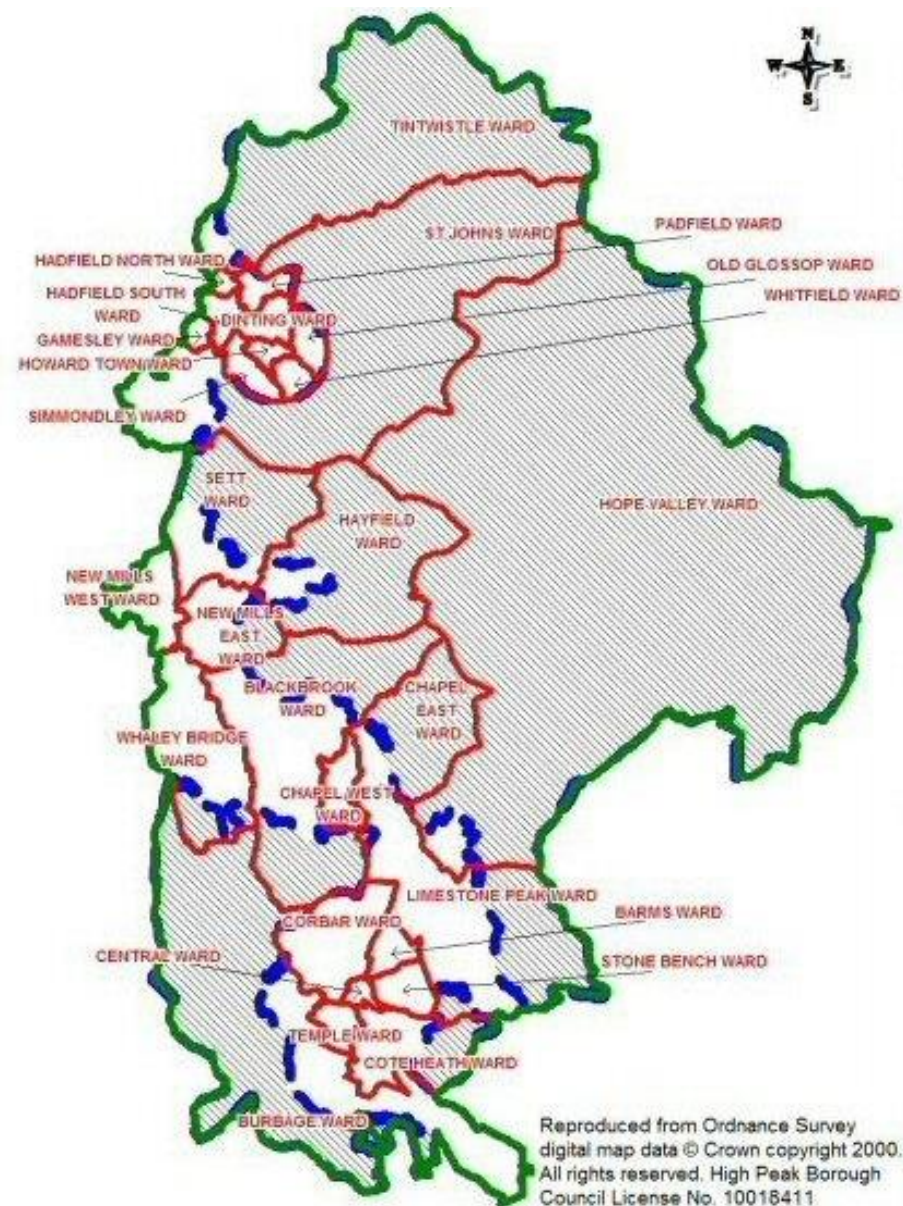 N
W E
S
TINTWISTLE WARD
ST JOHNS WARD
PADFIELD WARD
HADFIELD NORTH WARD
OLD GLOSSOP WARD
HADFIELD SOUTH
WARD
WHITFIELD WARD
DINTING WARD
GAMESLEY WARD
HOWARD TOWN WARD
SIMMONDLEY WARD
SETT
WARD
HOPE VALLEY WARD
HAYFIELD
WARD
NEW MILLS
WEST WARD
NEW MILLS
EAST
WARD
BLACKBROOK
WARD
CHAPEL
EAST
WARD
WHALEY BRIDGE
WARD
CHAPEL WEST
WARD
LIMESTONE PEAK WARD
CORBAR WARD
BARMS WARD
CENTRAL WARD
STONE BENCH WARD
TEMPLE WARD
COTE HEATH WARD
BURBAGE WARD
Reproduced from Ordnance Survey
digital map data © Crown copyright 2000.
All rights reserved. High Peak Borough
Council License No. 10018411